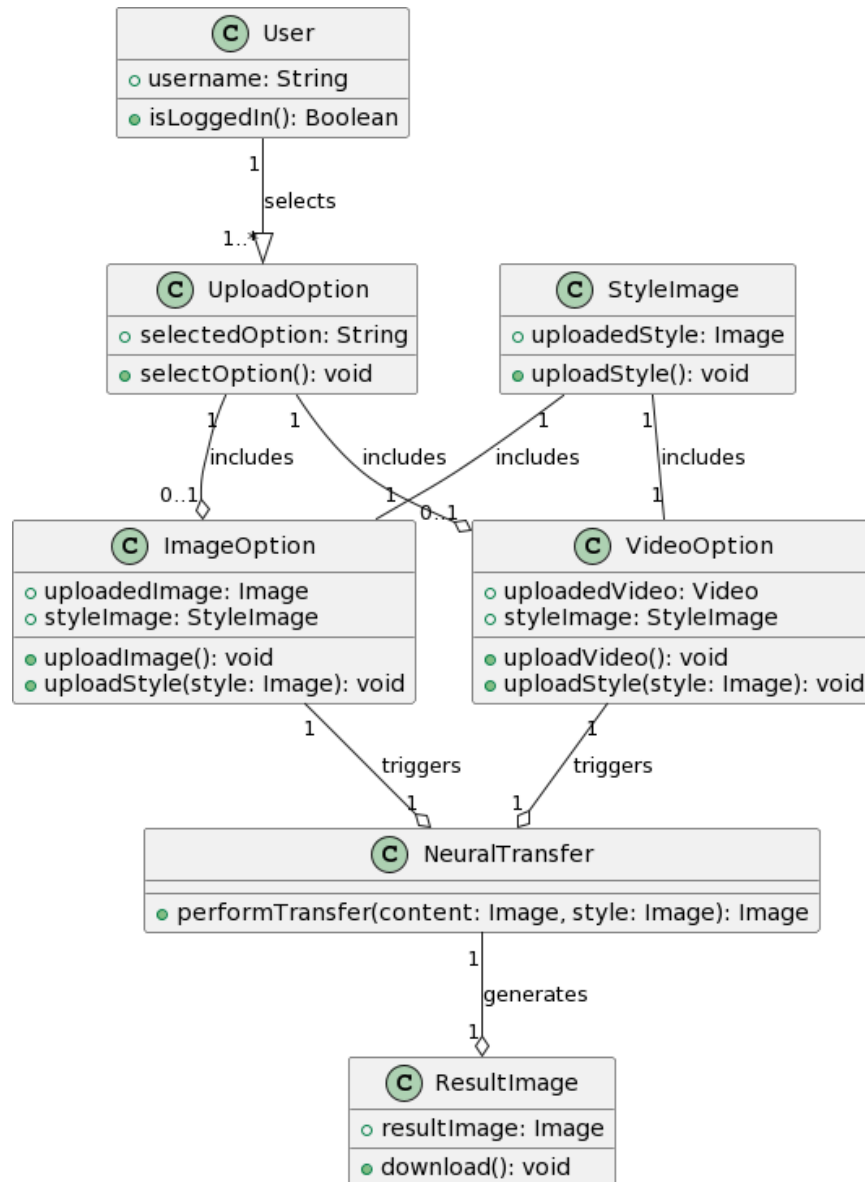 C User
username: String
isLoggedIn(): Boolean
1
selects
1..*
C UploadOption
selectedOption: String
selectOption(): void
C StyleImage
uploadedStyle: Image
uploadStyle(): void
1 1 1 1
includes includes includes includes
0..1 1 0..1 1
C ImageOption
uploadedImage: Image
styleImage: StyleImage
uploadImage(): void
uploadStyle(style: Image): void
C VideoOption
uploadedVideo: Video
styleImage: StyleImage
uploadVideo(): void
uploadStyle(style: Image): void
1 1
triggers triggers
1 1
C NeuralTransfer
performTransfer(content: Image, style: Image): Image
1
generates
1
C ResultImage
resultImage: Image
download(): void